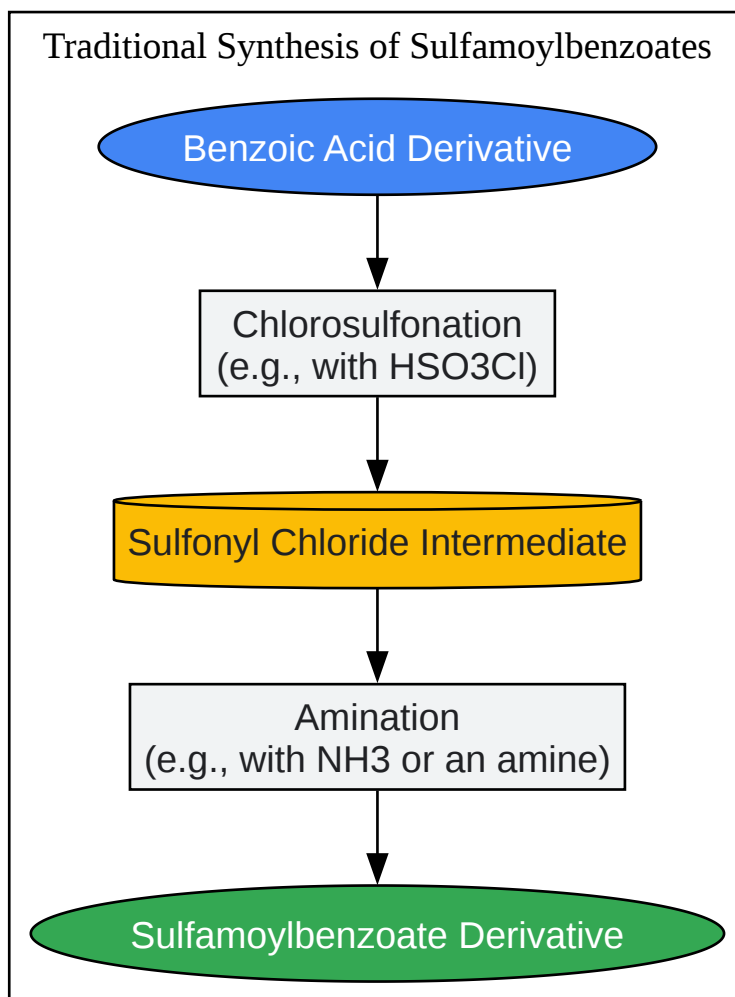 Traditional Synthesis of Sulfamoylbenzoates
Benzoic Acid Derivative
Chlorosulfonation
(e.g., with HSO3Cl)
Sulfonyl Chloride Intermediate
Amination
(e.g., with NH3 or an amine)
Sulfamoylbenzoate Derivative